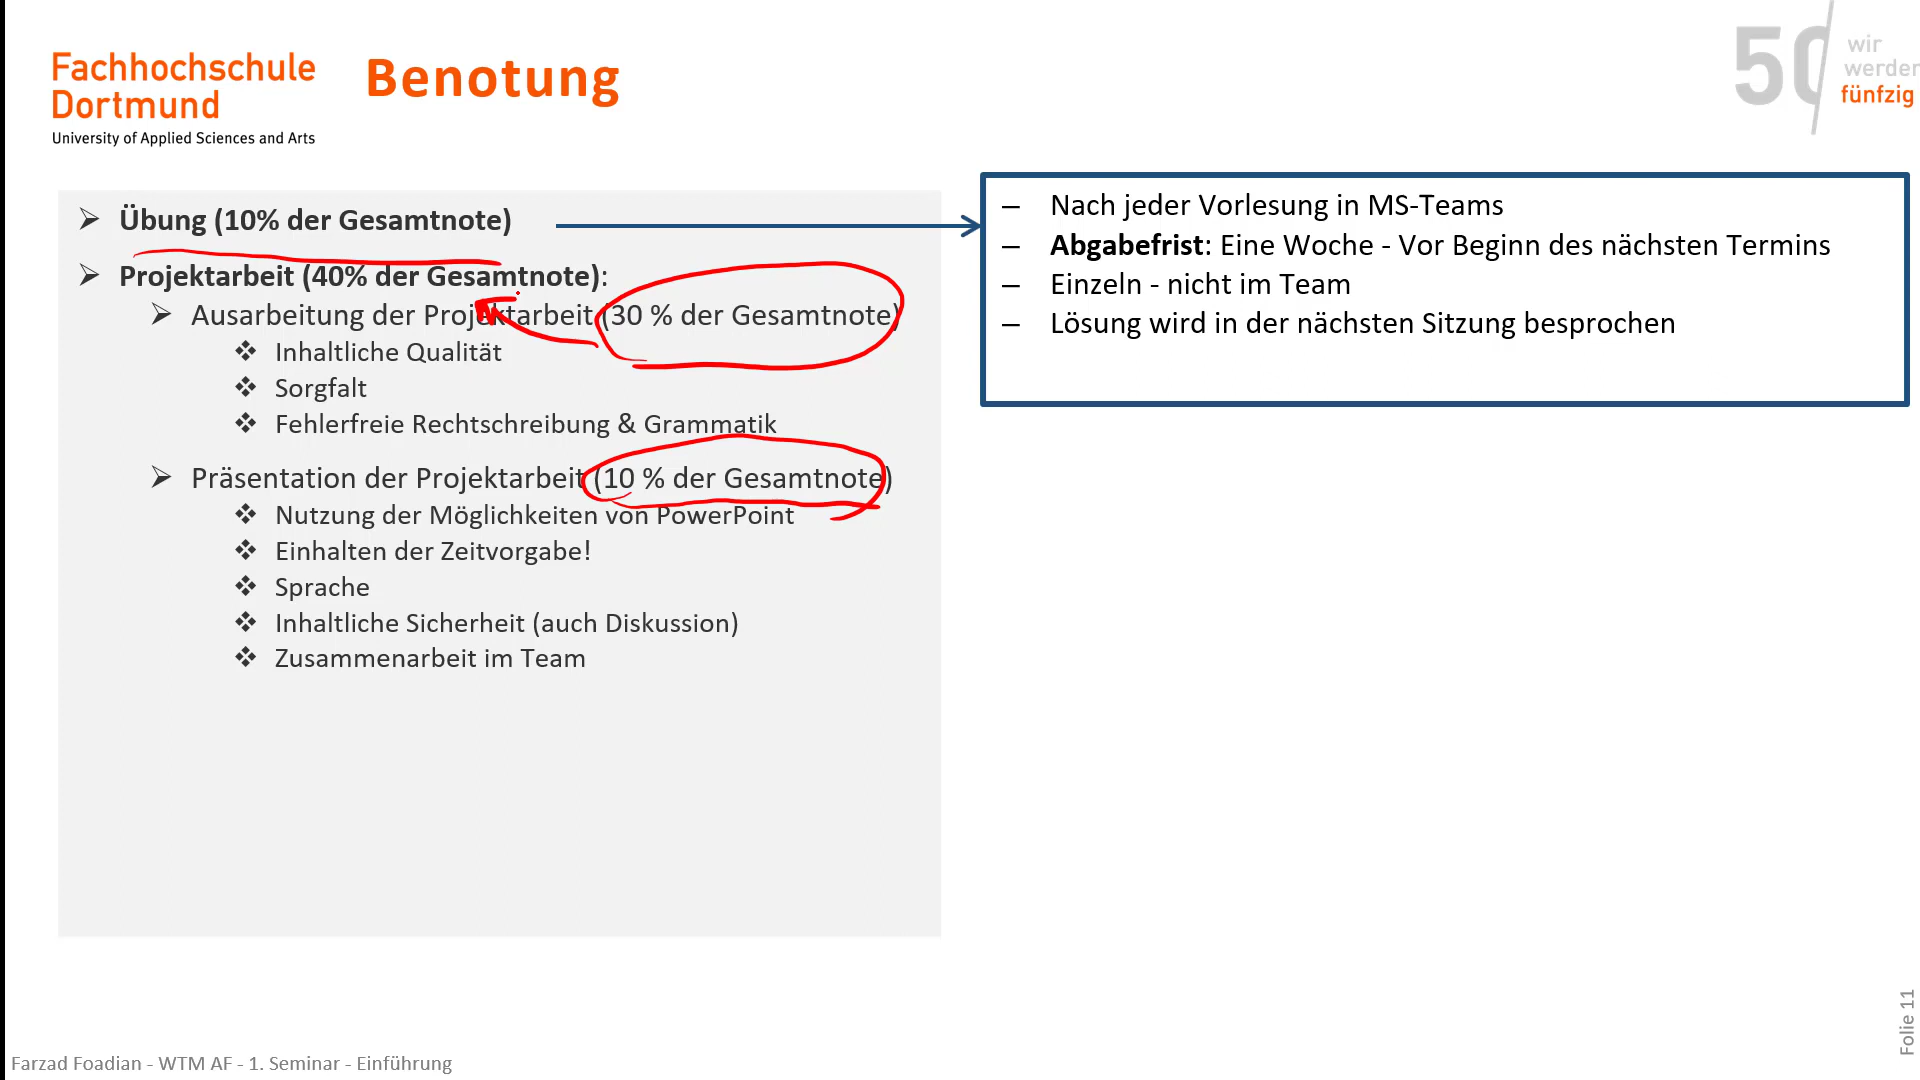 Fachhochschule
Dortmund
University of Applied Sciences and Arts
Benotung
50
wir
werden
fünfzig
Übung (10% der Gesamtnote)
Projektarbeit (40% der Gesamtnote):
Ausarbeitung der Projektarbeit (30 % der Gesamtnote)
Inhaltliche Qualität
Sorgfalt
Fehlerfreie Rechtschreibung & Grammatik
Präsentation der Projektarbeit (10 % der Gesamtnote)
Nutzung der Möglichkeiten von PowerPoint
Einhalten der Zeitvorgabe!
Sprache
Inhaltliche Sicherheit (auch Diskussion)
Zusammenarbeit im Team
– Nach jeder Vorlesung in MS-Teams
– Abgabefrist: Eine Woche - Vor Beginn des nächsten Termins
– Einzeln - nicht im Team
– Lösung wird in der nächsten Sitzung besprochen
Folie 11
Farzad Foadian - WTM AF - 1. Seminar - Einführung